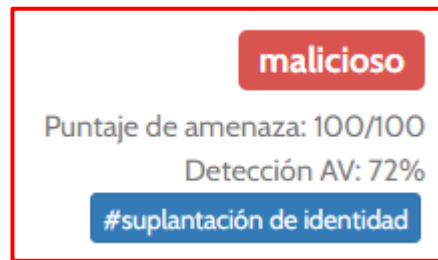 malicioso
Puntaje de amenaza: 100/100
Detección AV: 72%
#suplantación de identidad